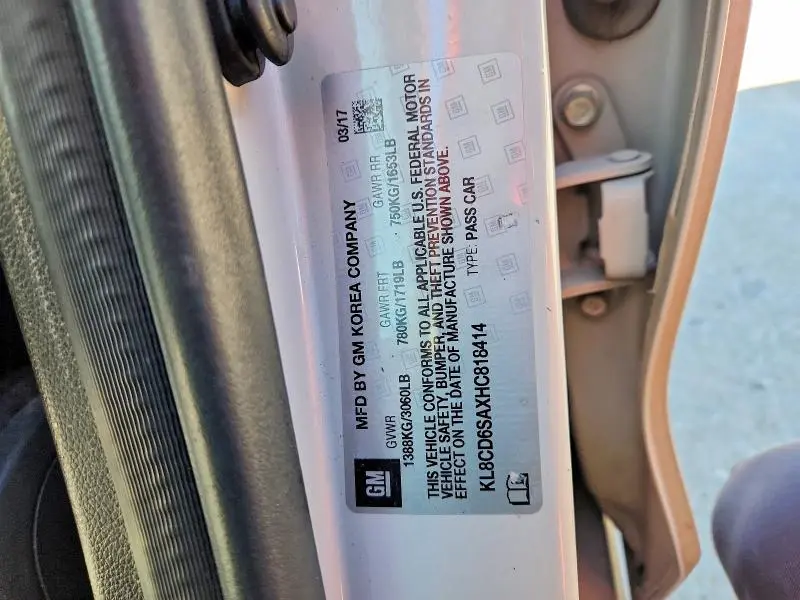 GM
MFD BY GM KOREA COMPANY 03/17
GVWR GAWR FRT GAWR RR
1388KG/3060LB 780KG/1719LB 750KG/1653LB
THIS VEHICLE CONFORMS TO ALL APPLICABLE U.S. FEDERAL MOTOR
VEHICLE SAFETY, BUMPER, AND THEFT PREVENTION STANDARDS IN
EFFECT ON THE DATE OF MANUFACTURE SHOWN ABOVE.
TYPE: PASS CAR
KL8CD6SAXHC818414